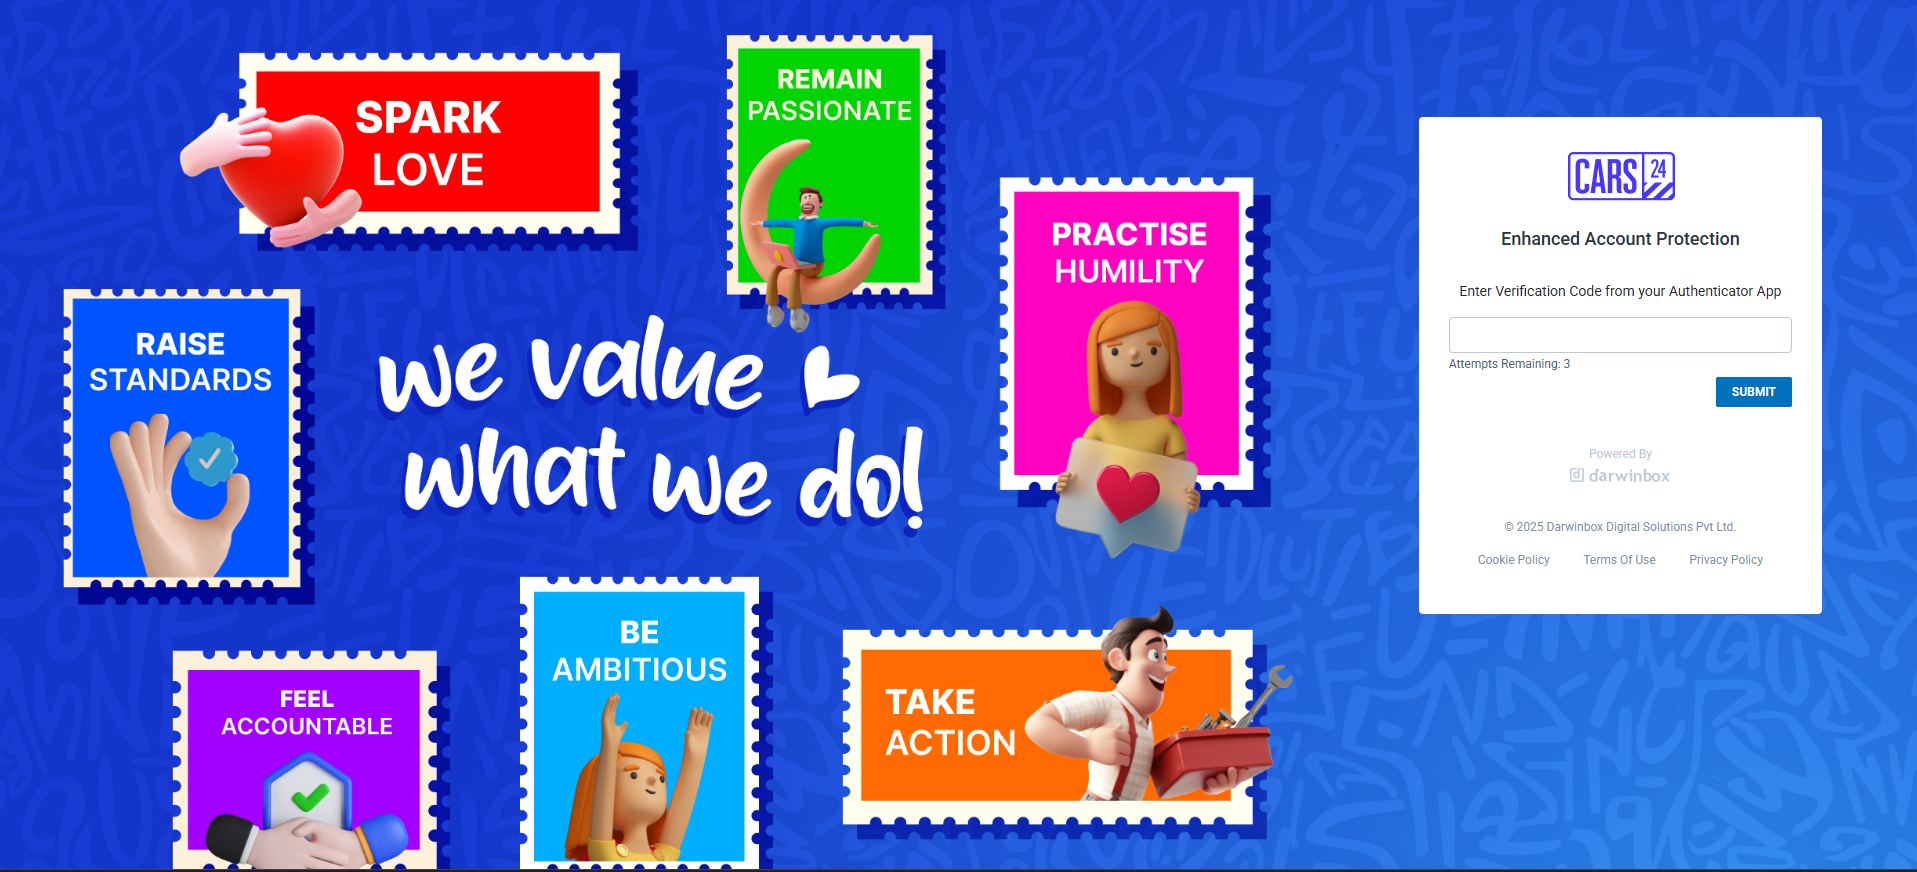 SPARK
LOVE
REMAIN
PASSIONATE
PRACTISE
HUMILITY
RAISE
STANDARDS
we value
what we do!
FEEL
ACCOUNTABLE
BE
AMBITIOUS
TAKE
ACTION
CARS 24
Enhanced Account Protection
Enter Verification Code from your Authenticator App
Attempts Remaining: 3
SUBMIT
Powered By
darwinbox
© 2025 Darwinbox Digital Solutions Pvt Ltd.
Cookie Policy Terms Of Use Privacy Policy